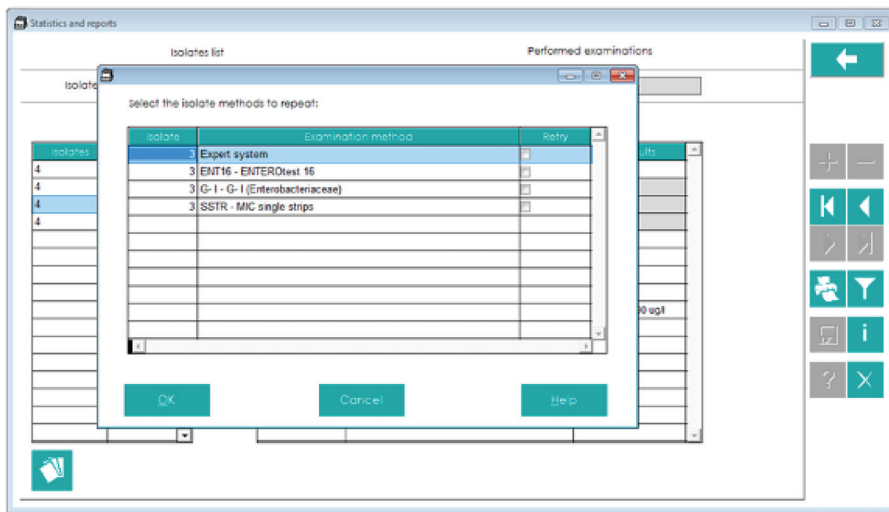 Statistics and reports
Isolates list
Performed examinations
Isolate
Select the isolate methods to repeat:
Isolate Examination method Retry
3 Expert system
3 ENT16 - ENTEROtest 16
3 G- I - G- I (Enterobacteriaceae)
3 SSTR - MIC single strips
Isolates
ults
4
4
4
4
00 ug/l
OK Cancel Help